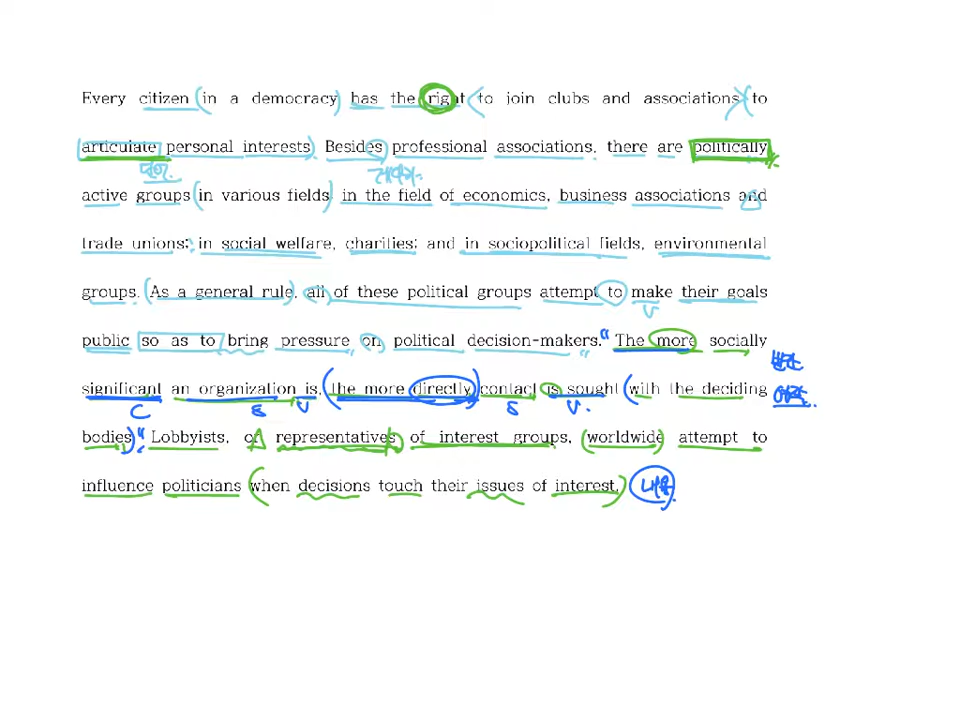 Every citizen in a democracy has the right to join clubs and associations to
articulate personal interests. Besides professional associations, there are politically
active groups in various fields, in the field of economics, business associations and
trade unions; in social welfare, charities; and in sociopolitical fields, environmental
groups. As a general rule, all of these political groups attempt to make their goals
public so as to bring pressure on political decision-makers. The more socially
significant an organization is, the more directly contact is sought with the deciding
C S V S V.
bodies. Lobbyists, or representatives of interest groups, worldwide attempt to
influence politicians when decisions touch their issues of interest.